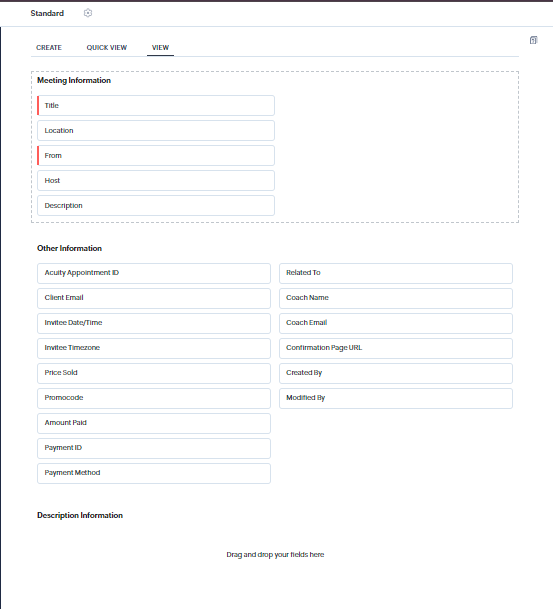 Standard
CREATE QUICK VIEW VIEW
Meeting Information
Title
Location
From
Host
Description
Other Information
Acuity Appointment ID Related To
Client Email Coach Name
Invitee Date/Time Coach Email
Invitee Timezone Confirmation Page URL
Price Sold Created By
Promocode Modified By
Amount Paid
Payment ID
Payment Method
Description Information
Drag and drop your fields here